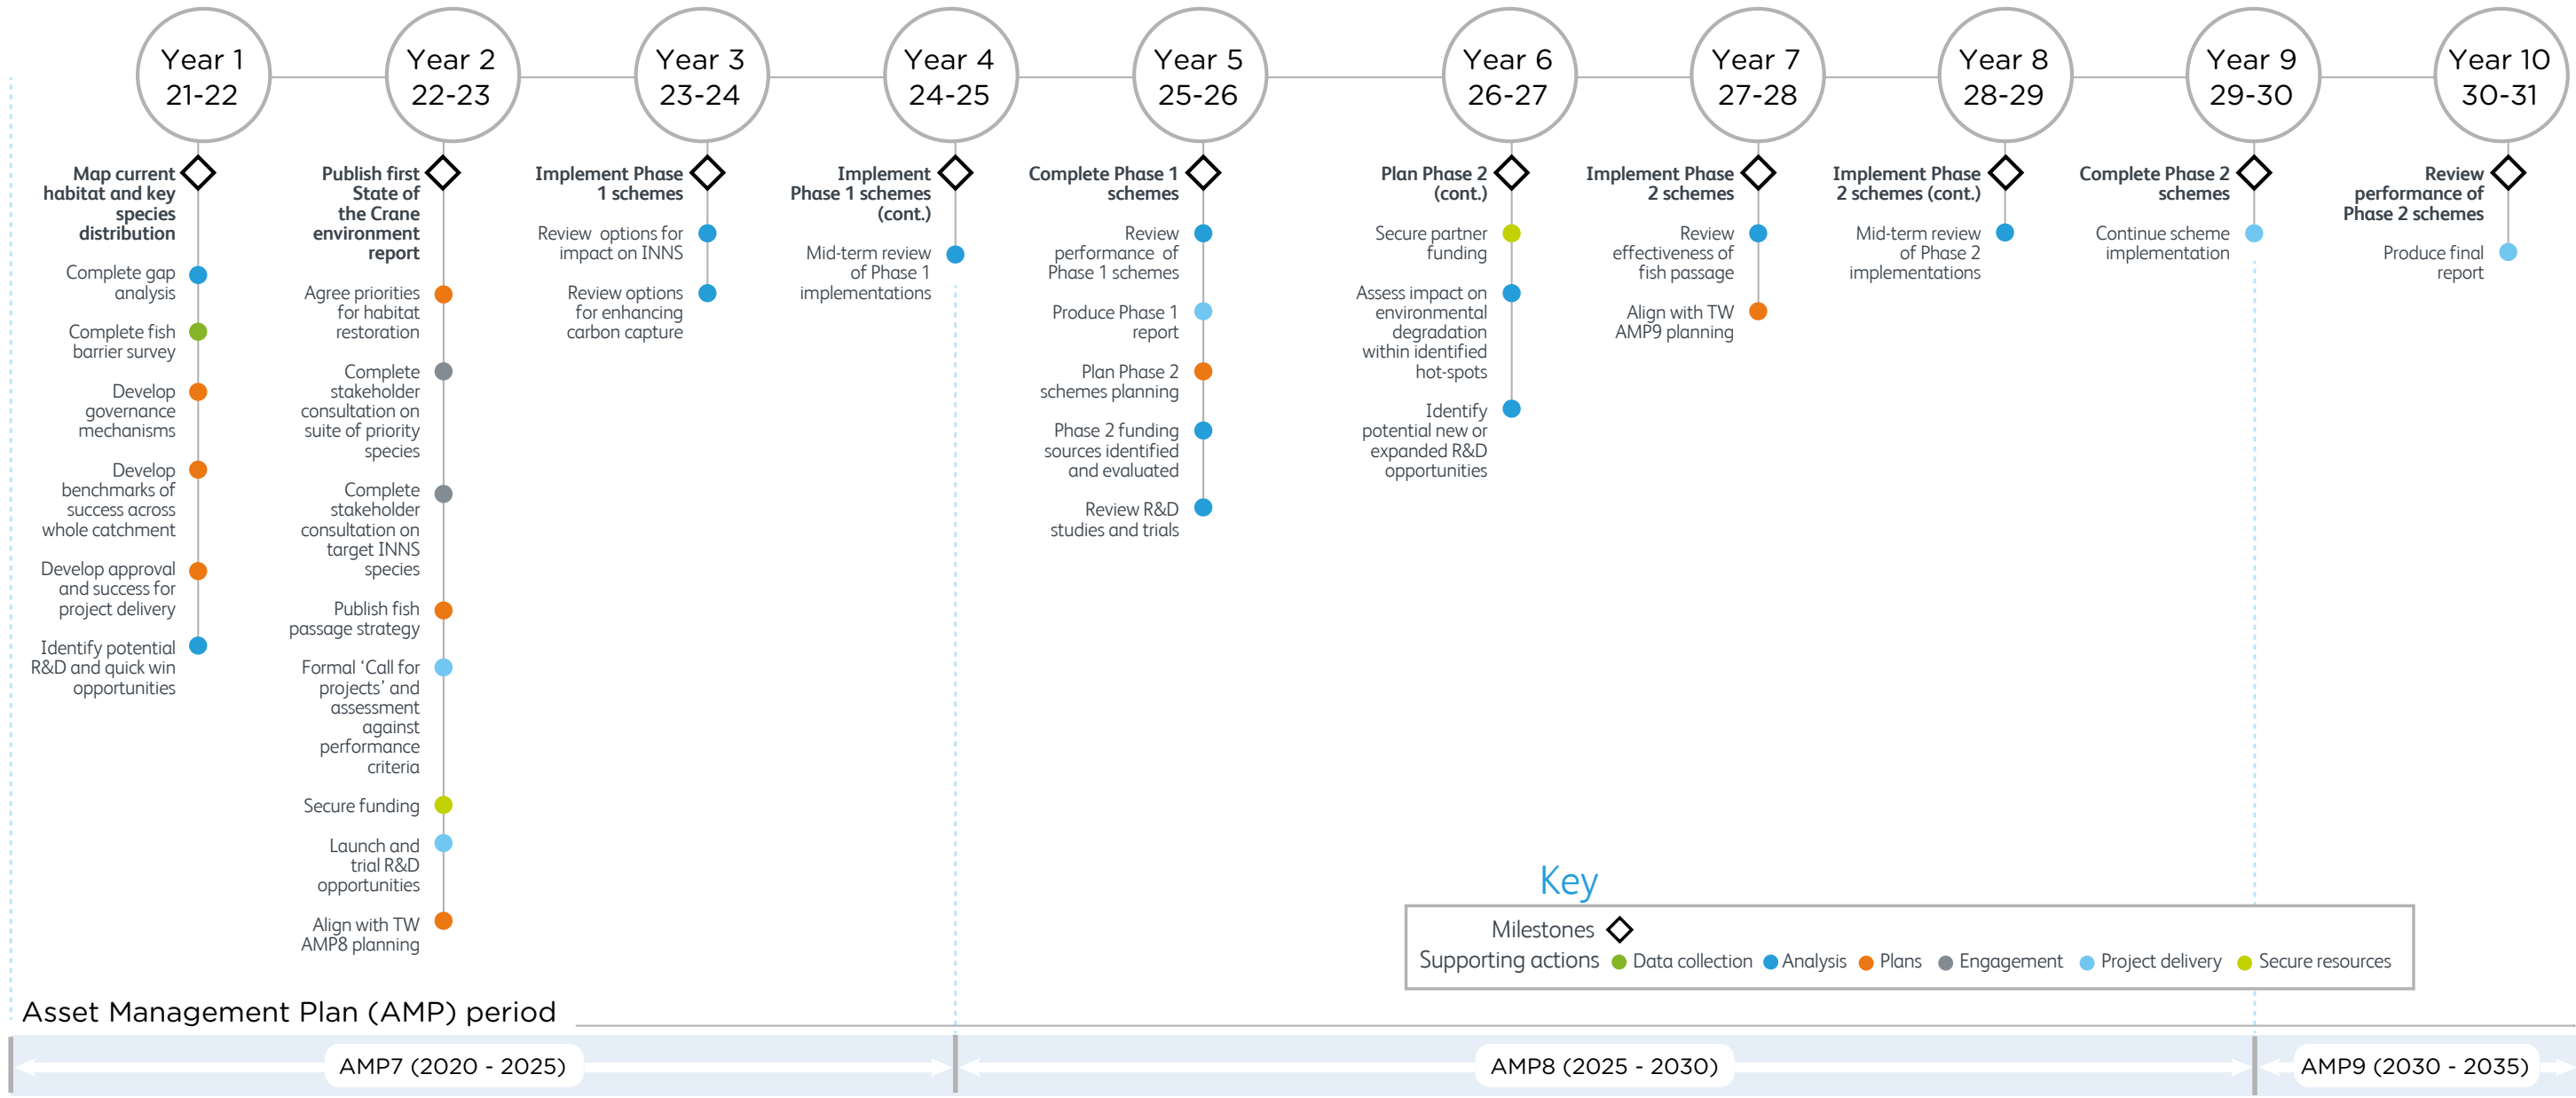 Year 1
21-22
Year 2
22-23
Year 3
23-24
Year 4
24-25
Year 5
25-26
Year 6
26-27
Year 7
27-28
Year 8
28-29
Year 9
29-30
Year 10
30-31
Map current
habitat and key
species
distribution
Complete gap
analysis
Complete fish
barrier survey
Develop
governance
mechanisms
Develop
benchmarks of
success across
whole catchment
Develop approval
and success for
project delivery
Identify potential
R&D and quick win
opportunities
Publish first
State of
the Crane
environment
report
Agree priorities
for habitat
restoration
Complete
stakeholder
consultation on
suite of priority
species
Complete
stakeholder
consultation on
target INNS
species
Publish fish
passage strategy
Formal ‘Call for
projects’ and
assessment
against
performance
criteria
Secure funding
Launch and
trial R&D
opportunities
Align with TW
AMP8 planning
Implement Phase
1 schemes
Review options for
impact on INNS
Review options
for enhancing
carbon capture
Implement
Phase 1 schemes
(cont.)
Mid-term review
of Phase 1
implementations
Complete Phase 1
schemes
Review
performance of
Phase 1 schemes
Produce Phase 1
report
Plan Phase 2
schemes planning
Phase 2 funding
sources identified
and evaluated
Review R&D
studies and trials
Plan Phase 2
(cont.)
Secure partner
funding
Assess impact on
environmental
degradation
within identified
hot-spots
Identify
potential new or
expanded R&D
opportunities
Implement Phase
2 schemes
Review
effectiveness of
fish passage
Align with TW
AMP9 planning
Implement Phase
2 schemes (cont.)
Mid-term review
of Phase 2
implementations
Complete Phase 2
schemes
Continue scheme
implementation
Review
performance of
Phase 2 schemes
Produce final
report
Key
Milestones
Supporting actions Data collection Analysis Plans Engagement Project delivery Secure resources
Asset Management Plan (AMP) period
AMP7 (2020 - 2025)
AMP8 (2025 - 2030)
AMP9 (2030 - 2035)